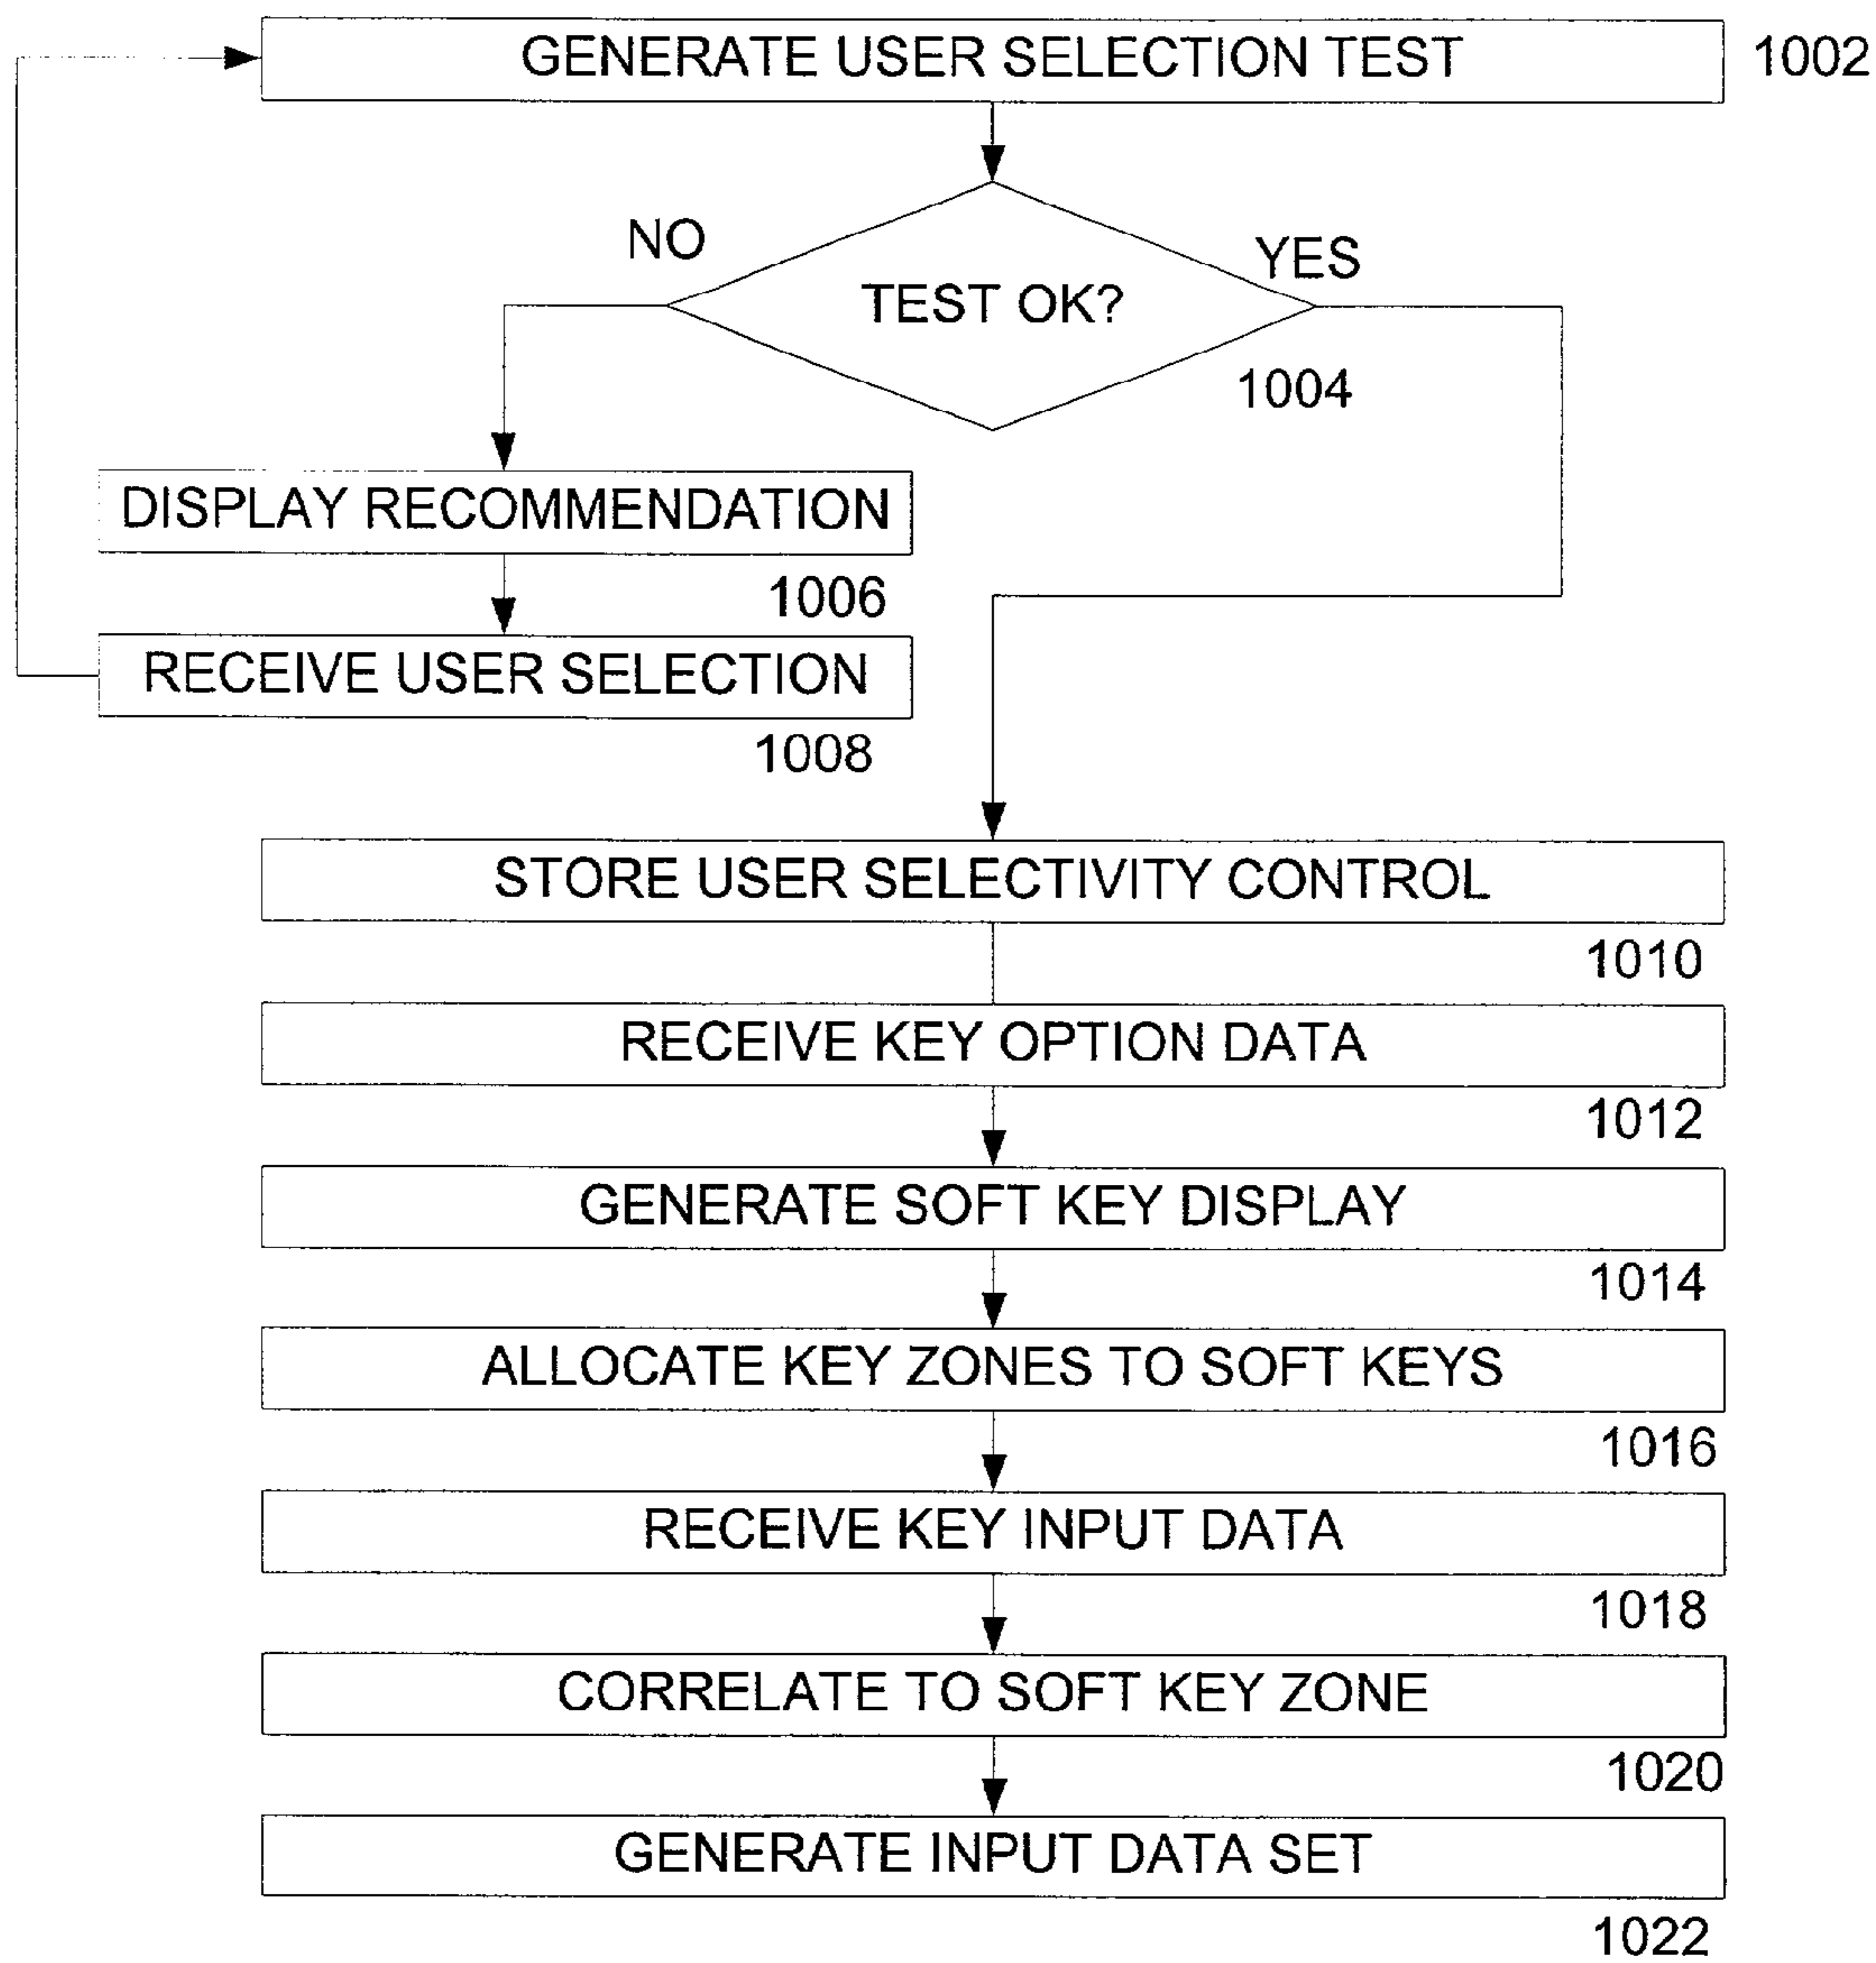 GENERATE USER SELECTION TEST
1002
NO
YES
TEST OK?
1004
DISPLAY RECOMMENDATION
1006
RECEIVE USER SELECTION
1008
STORE USER SELECTIVITY CONTROL
1010
RECEIVE KEY OPTION DATA
1012
GENERATE SOFT KEY DISPLAY
1014
ALLOCATE KEY ZONES TO SOFT KEYS
1016
RECEIVE KEY INPUT DATA
1018
CORRELATE TO SOFT KEY ZONE
1020
GENERATE INPUT DATA SET
1022